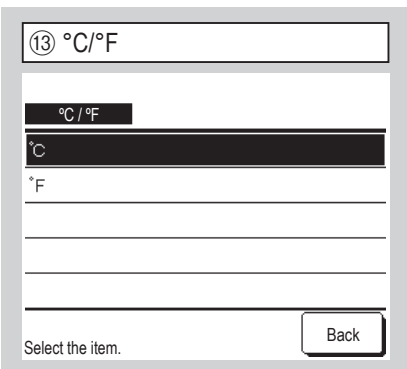 ⑬ °C/°F
ºC / ºF
°C
°F
Select the item.
Back